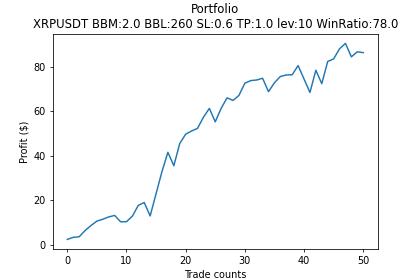 Portfolio
XRPUSDT BBM:2.0 BBL:260 SL:0.6 TP:1.0 lev:10 WinRatio:78.0
80
60
40
20
0
Profit ($)
0 10 20 30 40 50
Trade counts